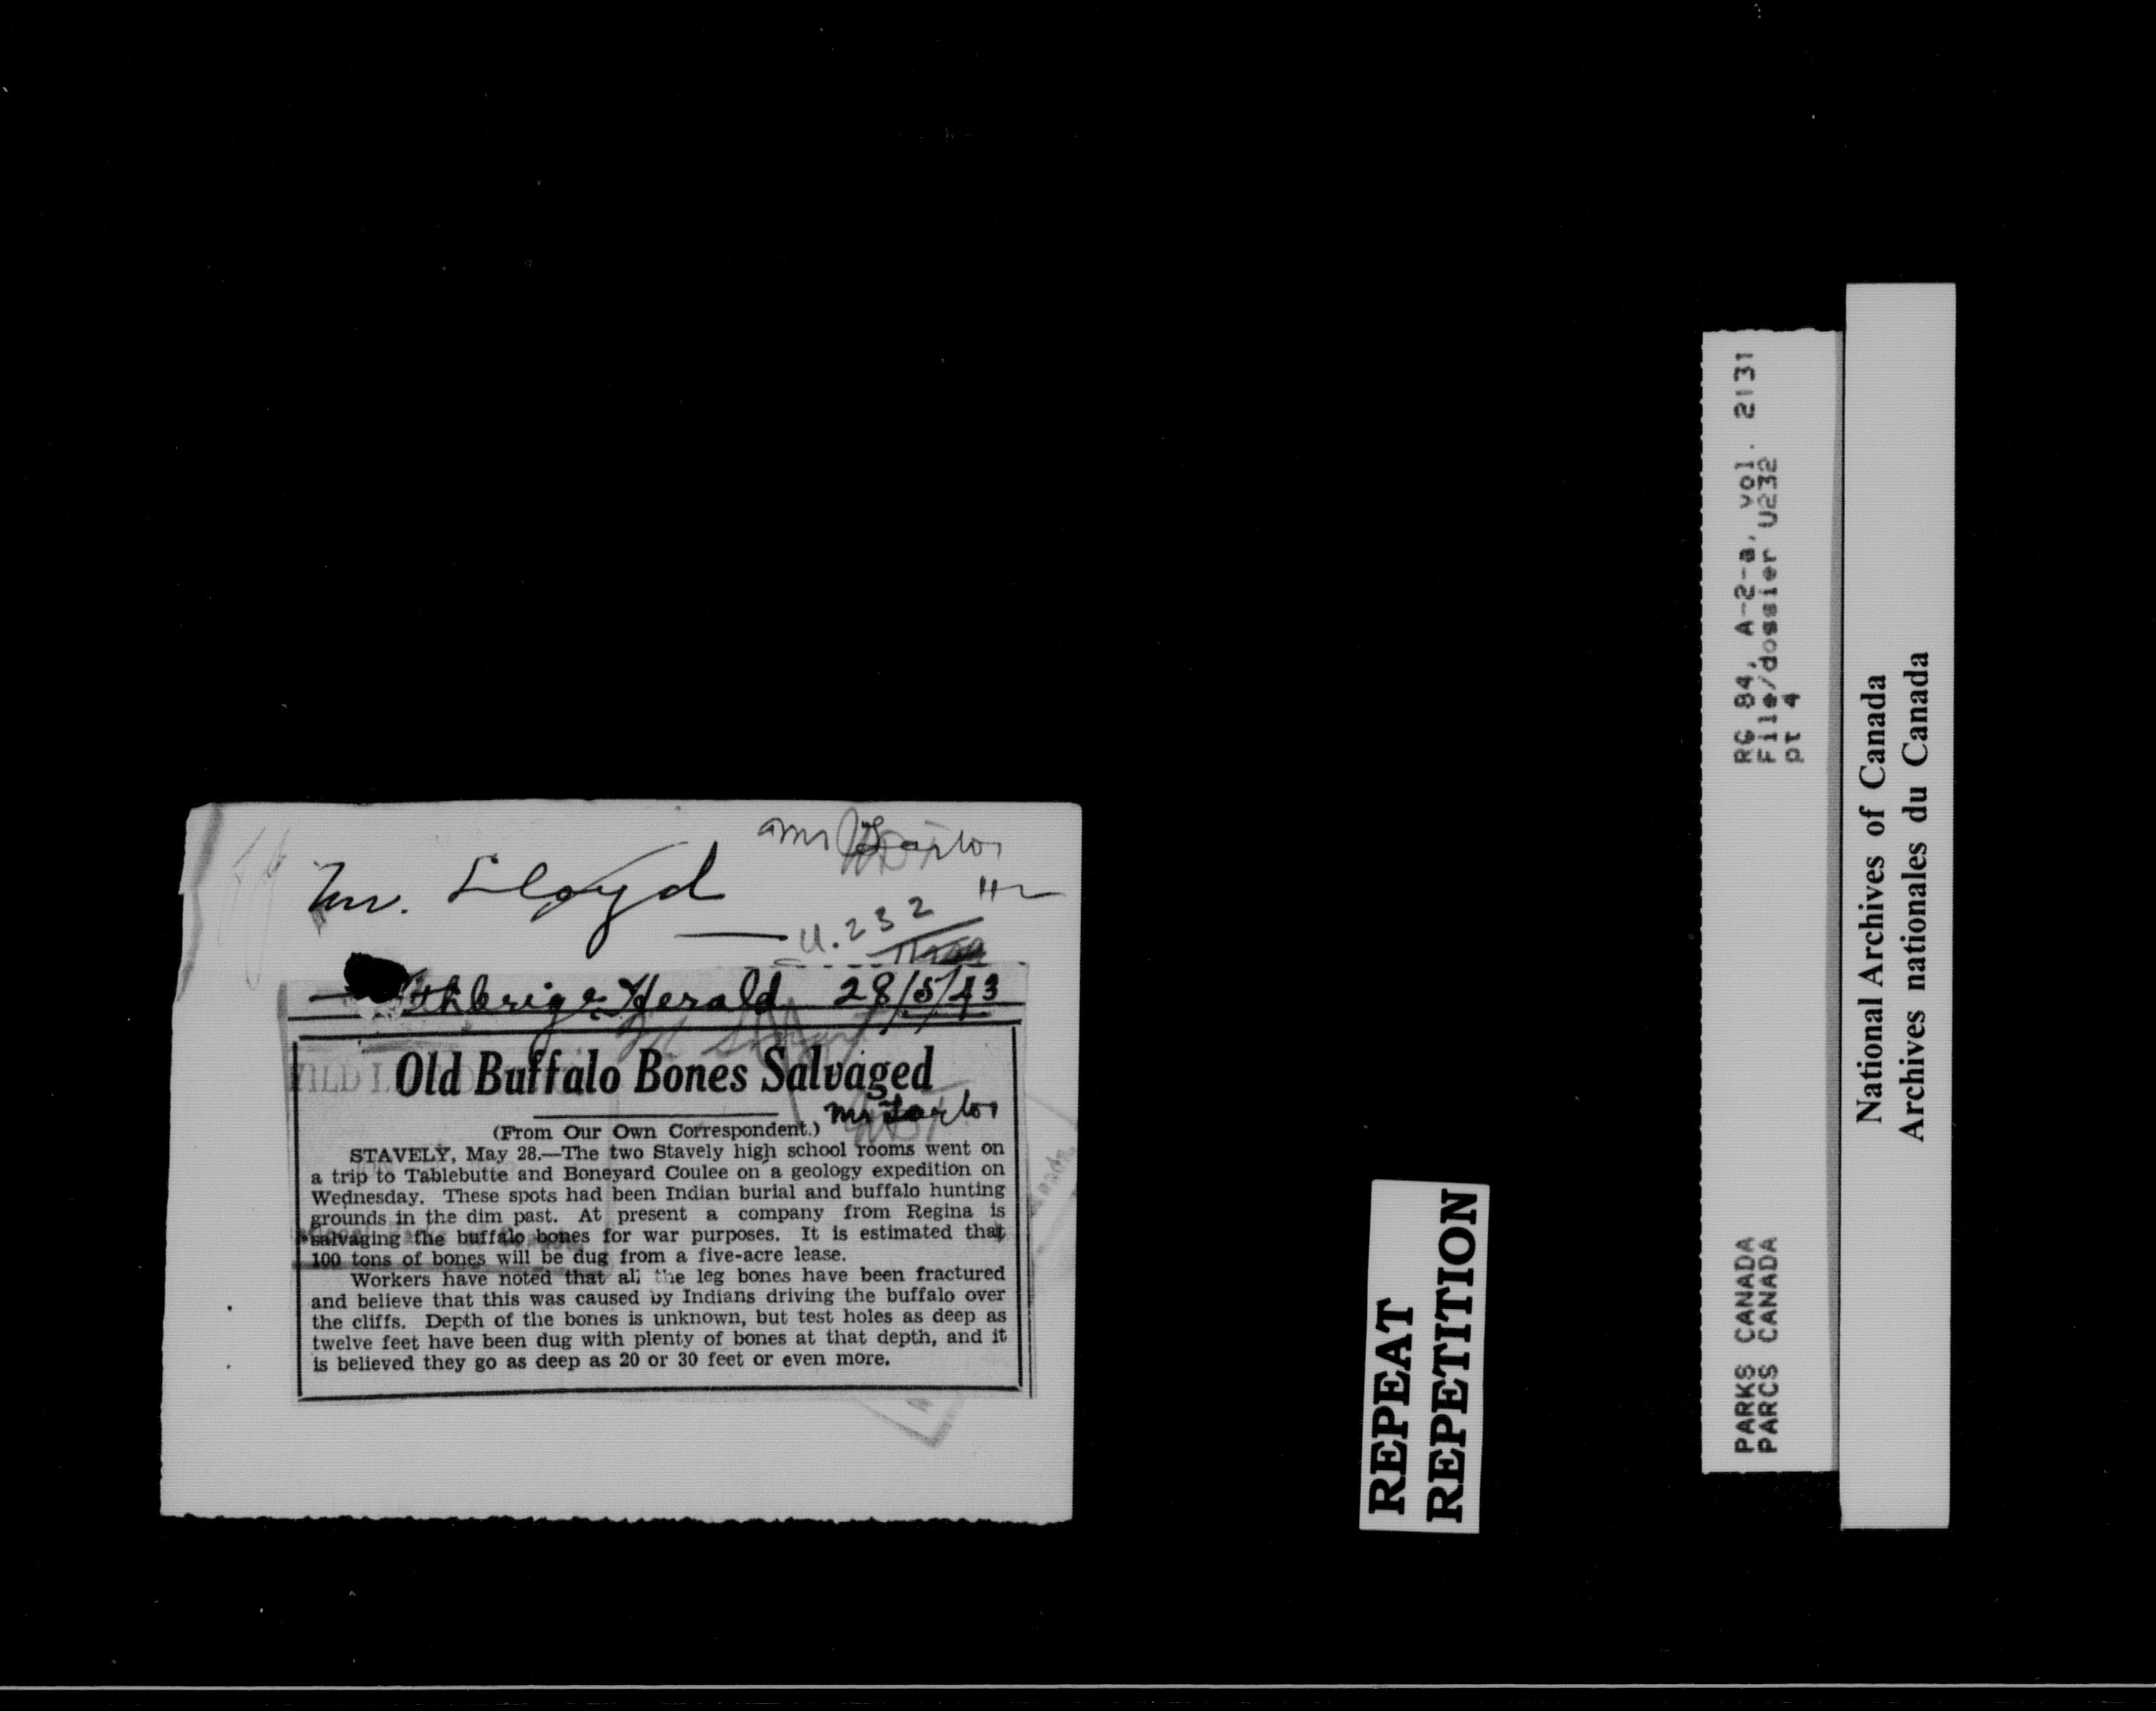 Mr. Lloyd
U.232
Herald 28/5/43
Old Buffalo Bones Salvaged
(From Our Own Correspondent.)
STAVELY, May 28.—The two Stavely high school rooms went on
a trip to Tablebutte and Boneyard Coulee on a geology expedition on
Wednesday. These spots had been Indian burial and buffalo hunting
grounds in the dim past. At present a company from Regina is
salvaging the buffalo bones for war purposes. It is estimated that
100 tons of bones will be dug from a five-acre lease.
Workers have noted that all the leg bones have been fractured
and believe that this was caused by Indians driving the buffalo over
the cliffs. Depth of the bones is unknown, but test holes as deep as
twelve feet have been dug with plenty of bones at that depth, and it
is believed they go as deep as 20 or 30 feet or even more.
REPEAT
REPETITION
RG 84, A-2-a, vol. 2131
File/dossier U232
pt 4
PARKS CANADA
PARCS CANADA
National Archives of Canada
Archives nationales du Canada